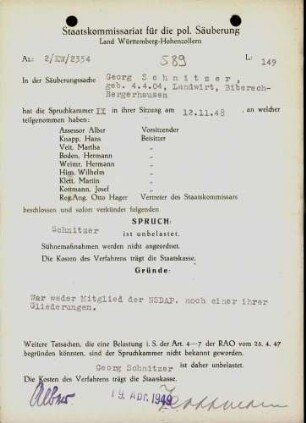 Staatskommissariat für die pol. Säuberung
Land Württemberg-Hohenzollern
Az: 2/XII/2354 589 L: 149
In der Säuberungssache Georg Schnitzer,
geb. 4.4.04, Landwirt, Biberach-
Bergerhausen
hat die Spruchkammer IX in ihrer Sitzung am 12.11.48 an welcher
teilgenommen haben:
Assessor Alber Vorsitzender
Knapp, Hans Beisitzer
Veit, Martha "
Boden, Hermann "
Weizer, Hermann "
Hipp, Wilhelm "
Klett, Martin "
Kottmann, Josef "
Reg.Ang. Otto Hager Vertreter des Staatskommissars
beschlossen und sofort verkündet folgenden
SPRUCH:
Schnitzer
ist unbelastet.
Sühnemaßnahmen werden nicht angeordnet.
Die Kosten des Verfahrens trägt die Staatskasse.
Gründe:
War weder Mitglied der NSDAP. noch einer ihrer
Gliederungen.
Weitere Tatsachen, die eine Belastung i. S. der Art. 4—7 der RAO vom 25. 4. 47
begründen könnten, sind der Spruchkammer nicht bekannt geworden.
Georg Schnitzer ist daher unbelastet.
Die Kosten des Verfahrens trägt die Staatskasse.
Alber 19. APR. 1949